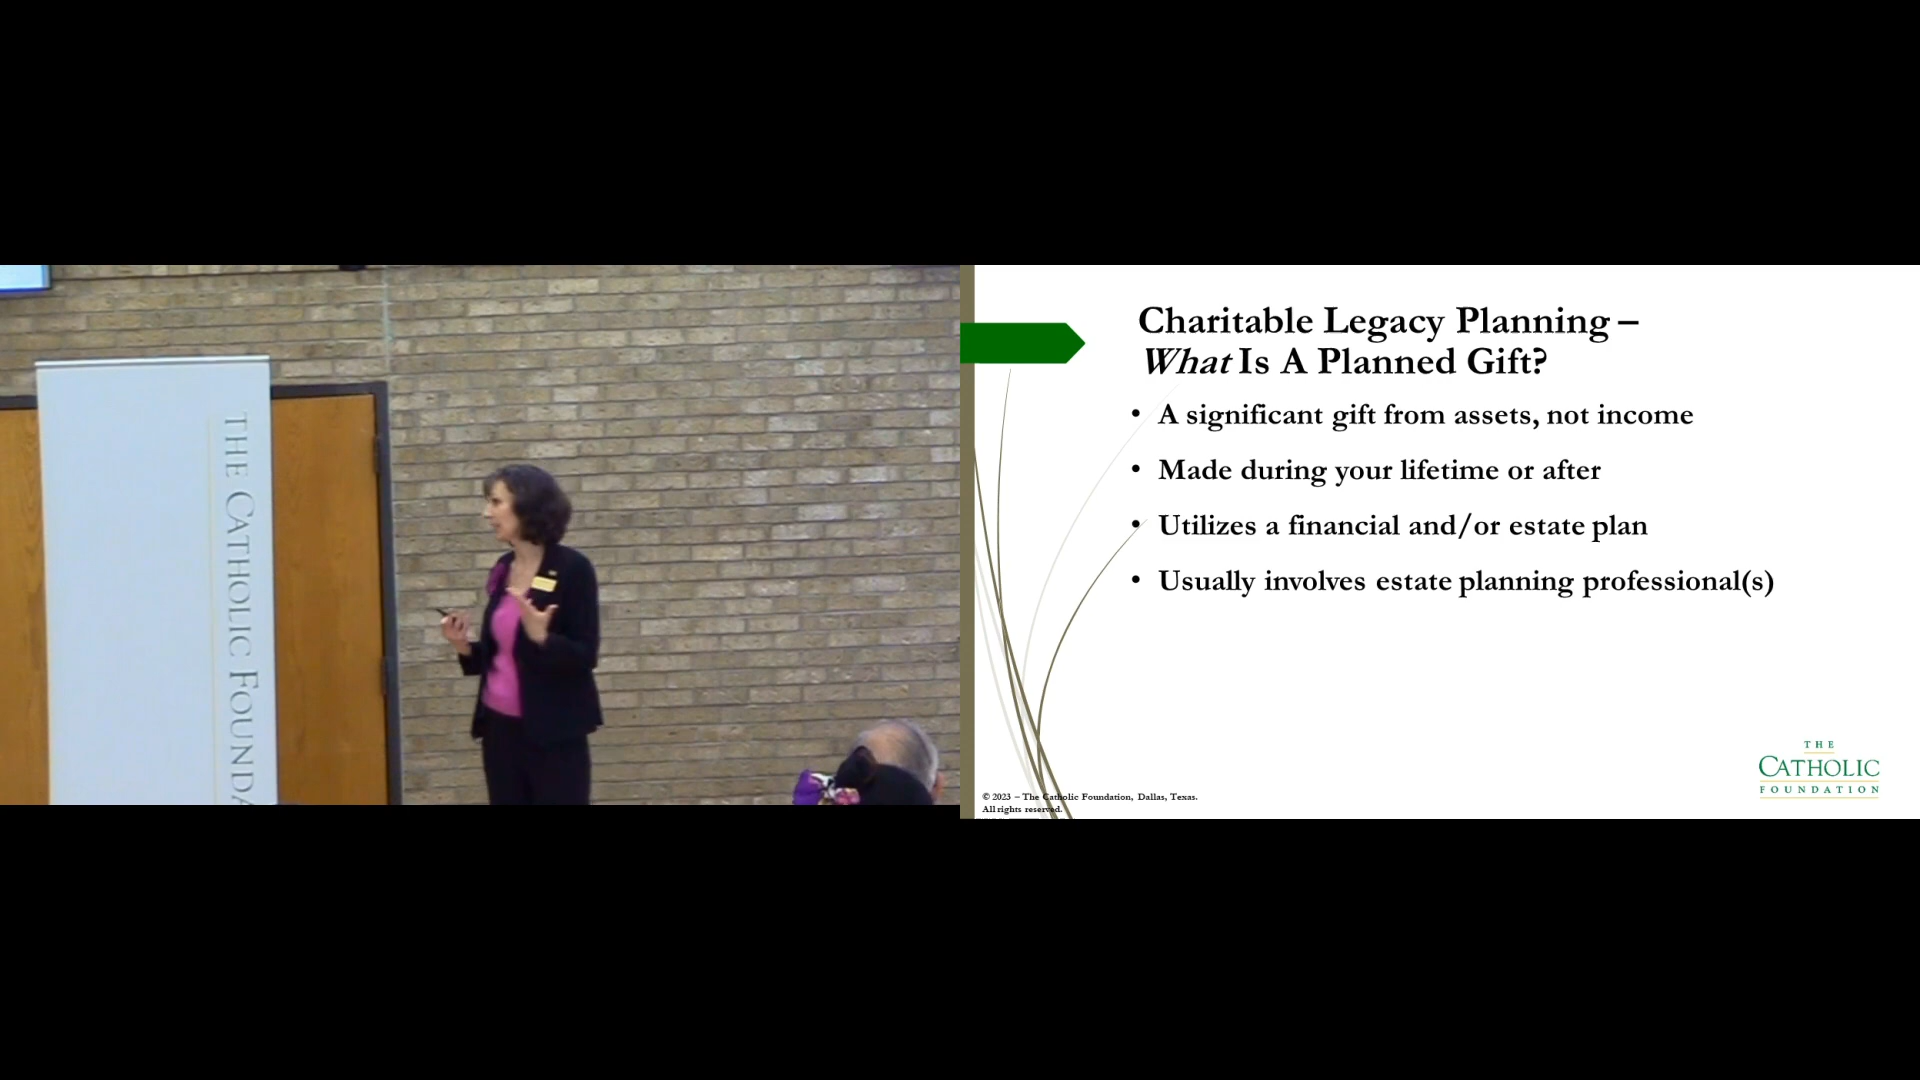 THE CATHOLIC FOUNDA
Charitable Legacy Planning –
What Is A Planned Gift?
• A significant gift from assets, not income
• Made during your lifetime or after
• Utilizes a financial and/or estate plan
• Usually involves estate planning professional(s)
THE
CATHOLIC
FOUNDATION
© 2023 – The Catholic Foundation, Dallas, Texas.
All rights reserved.